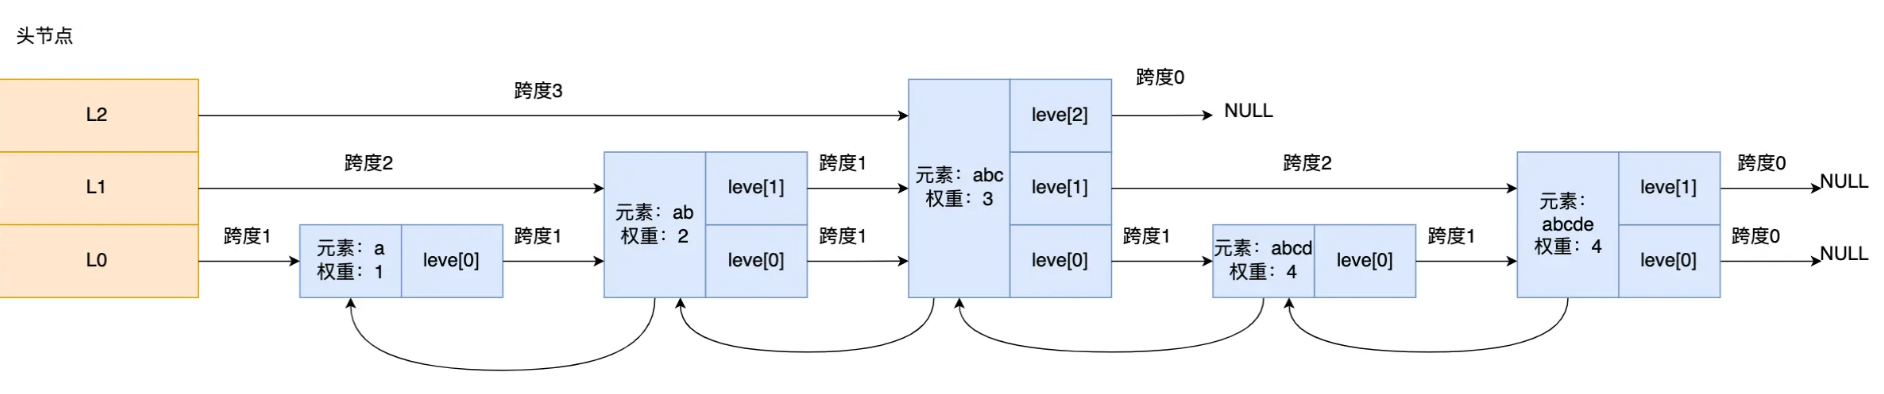 头节点
跨度0
跨度3
L2
leve[2]
NULL
跨度2
跨度1
跨度2
跨度0
L1
元素：ab
权重：2
leve[1]
元素：abc
权重：3
leve[1]
元素：
abcde
权重：4
leve[1]
NULL
跨度1
跨度1
跨度1
跨度1
跨度1
跨度0
L0
元素：a
权重：1
leve[0]
leve[0]
leve[0]
元素：abcd
权重：4
leve[0]
leve[0]
NULL